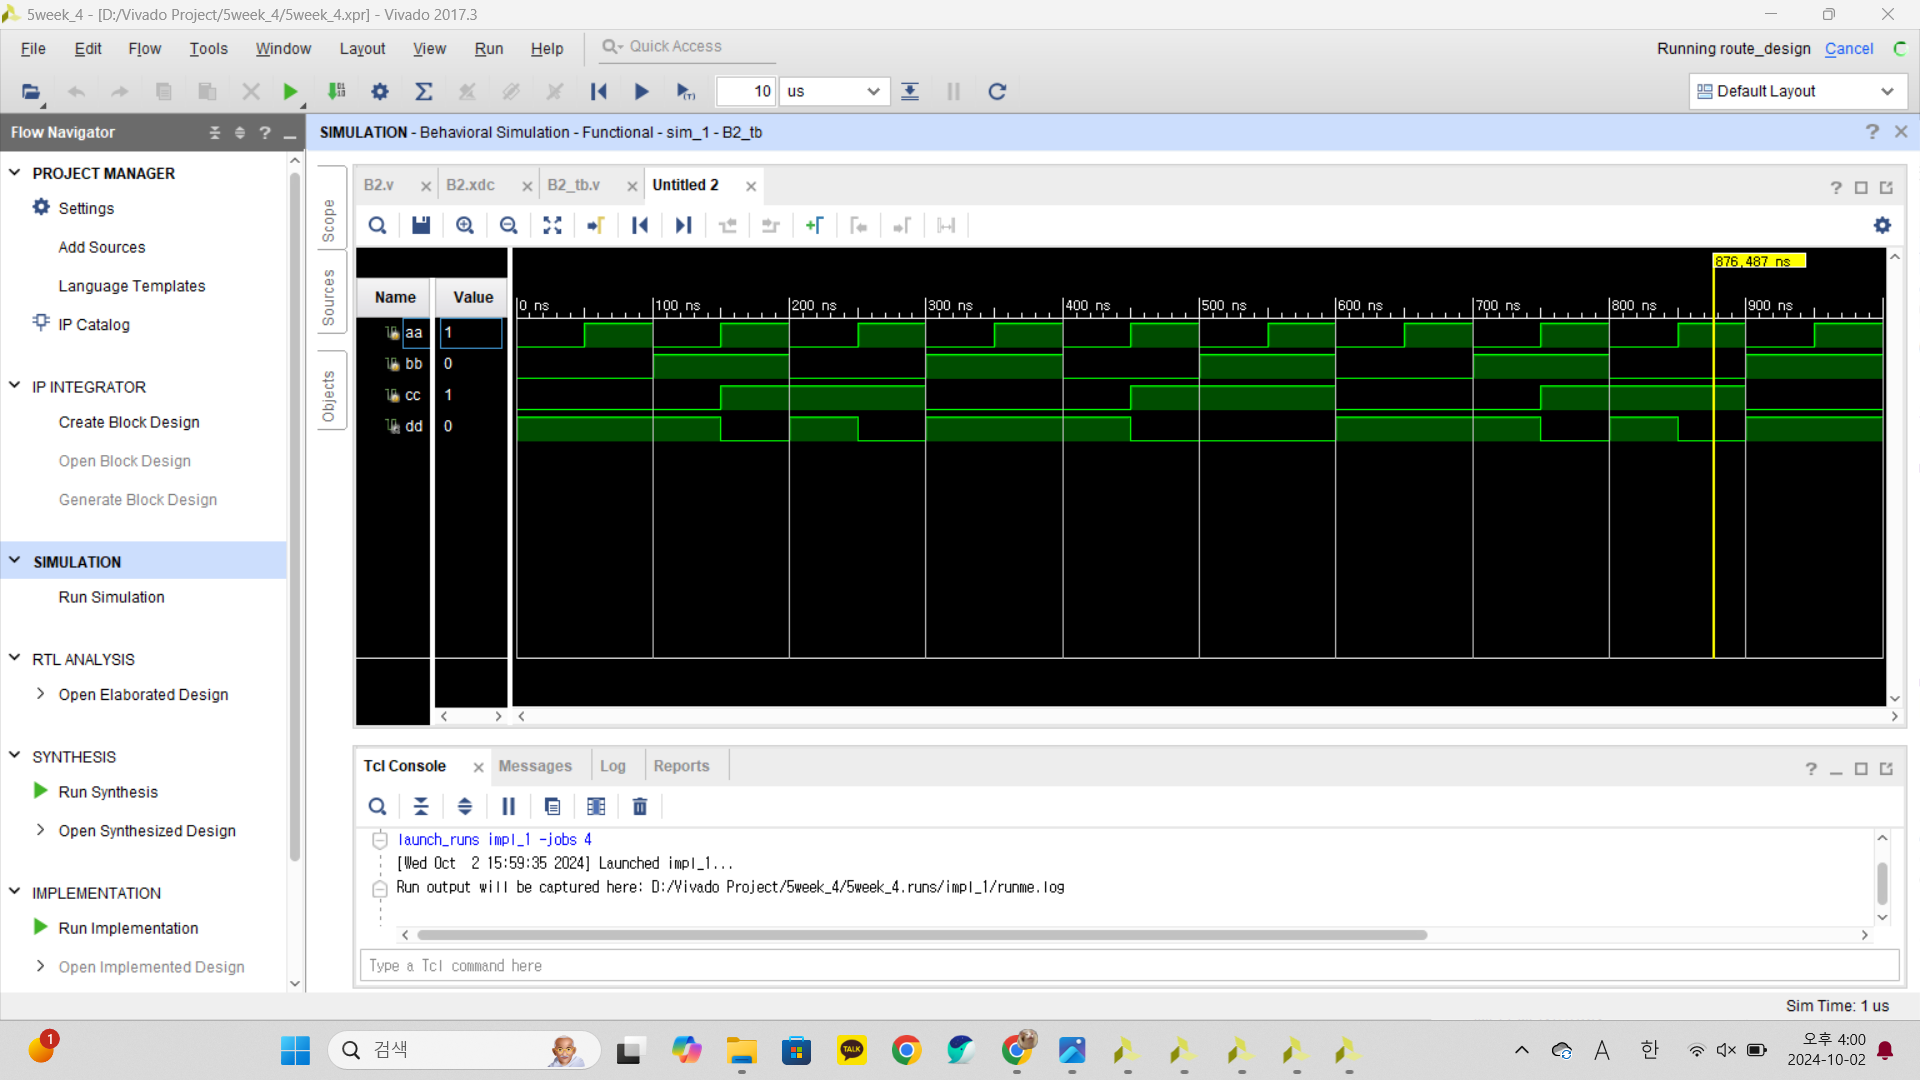 5week_4 - [D:/Vivado Project/5week_4/5week_4.xpr] - Vivado 2017.3
File Edit Flow Tools Window Layout View Run Help Quick Access
Running route_design Cancel
10 us
Default Layout
Flow Navigator
SIMULATION - Behavioral Simulation - Functional - sim_1 - B2_tb
PROJECT MANAGER
Settings
Add Sources
Language Templates
IP Catalog
IP INTEGRATOR
Create Block Design
Open Block Design
Generate Block Design
SIMULATION
Run Simulation
RTL ANALYSIS
Open Elaborated Design
SYNTHESIS
Run Synthesis
Open Synthesized Design
IMPLEMENTATION
Run Implementation
Open Implemented Design
Scope
Sources
Objects
B2.v B2.xdc B2_tb.v Untitled 2
876,487 ns
Name Value
0 ns 100 ns 200 ns 300 ns 400 ns 500 ns 600 ns 700 ns 800 ns 900 ns
aa 1
bb 0
cc 1
dd 0
Tcl Console Messages Log Reports
launch_runs impl_1 -jobs 4
[Wed Oct 2 15:59:35 2024] Launched impl_1...
Run output will be captured here: D:/Vivado Project/5week_4/5week_4.runs/impl_1/runme.log
Type a Tcl command here
Sim Time: 1 us
1
검색
TALK
A
한
오후 4:00
2024-10-02